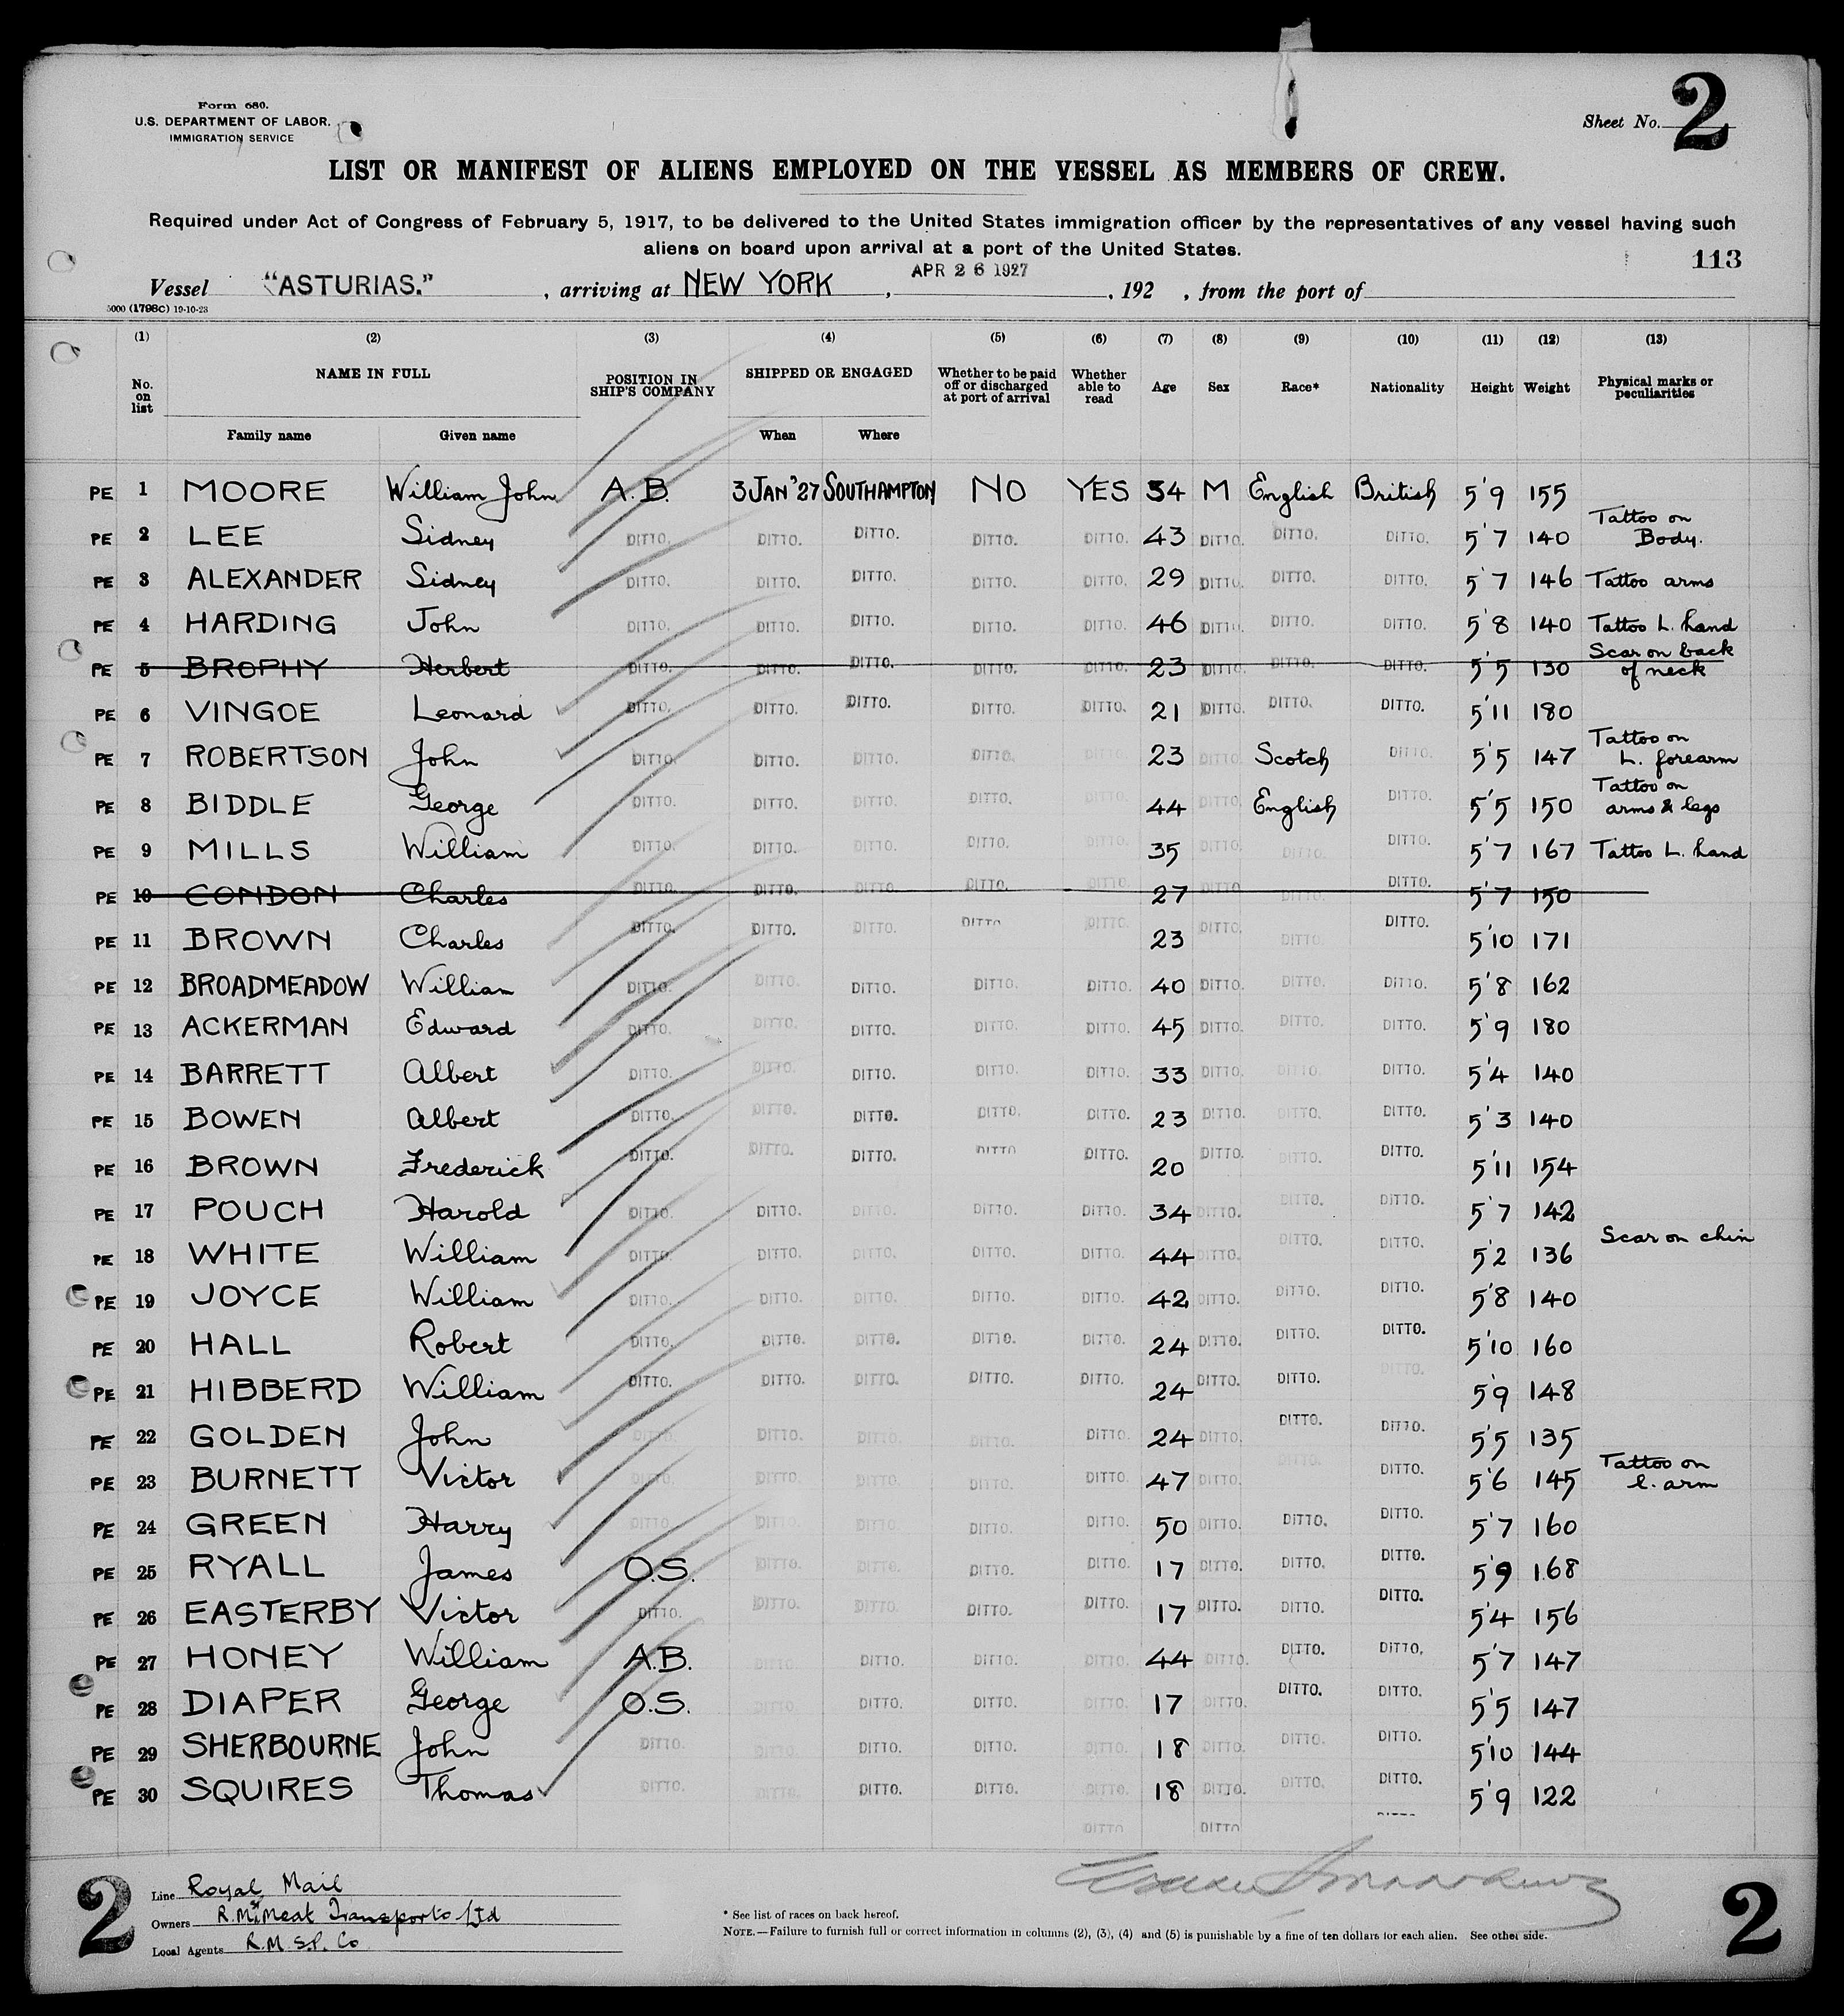 Form 680.
U.S. DEPARTMENT OF LABOR.
IMMIGRATION SERVICE
Sheet No. 2
LIST OR MANIFEST OF ALIENS EMPLOYED ON THE VESSEL AS MEMBERS OF CREW.
Required under Act of Congress of February 5, 1917, to be delivered to the United States immigration officer by the representatives of any vessel having such
aliens on board upon arrival at a port of the United States.
113
Vessel "ASTURIAS.", arriving at NEW YORK, APR 26 1927, 192 , from the port of
5000 (1798C) 19-10-23
(1) (2) (3) (4) (5) (6) (7) (8) (9) (10) (11) (12) (13)
No. on list NAME IN FULL POSITION IN SHIP'S COMPANY SHIPPED OR ENGAGED Whether to be paid off or discharged at port of arrival Whether able to read Age Sex Race* Nationality Height Weight Physical marks or peculiarities
Family name Given name When Where
PE 1 MOORE William John A.B. 3 JAN '27 SOUTHAMPTON NO YES 34 M English British 5'9 155
PE 2 LEE Sidney DITTO. DITTO. DITTO. DITTO. DITTO. 43 DITTO. DITTO. DITTO. 5'7 140 Tattoo on Body.
PE 3 ALEXANDER Sidney DITTO. DITTO. DITTO. DITTO. DITTO. 29 DITTO. DITTO. DITTO. 5'7 146 Tattoo arms
PE 4 HARDING John DITTO. DITTO. DITTO. DITTO. DITTO. 46 DITTO. DITTO. DITTO. 5'8 140 Tattoo L. hand
PE 5 BROPHY Herbert DITTO. DITTO. DITTO. DITTO. DITTO. 23 DITTO. DITTO. DITTO. 5'5 130 Scar on back of neck
PE 6 VINGOE Leonard DITTO. DITTO. DITTO. DITTO. DITTO. 21 DITTO. DITTO. DITTO. 5'11 180
PE 7 ROBERTSON John DITTO. DITTO. DITTO. DITTO. DITTO. 23 DITTO. Scotch DITTO. 5'5 147 Tattoo on L. forearm
PE 8 BIDDLE George DITTO. DITTO. DITTO. DITTO. DITTO. 44 DITTO. English DITTO. 5'5 150 Tattoo on arms & legs
PE 9 MILLS William DITTO. DITTO. DITTO. DITTO. DITTO. 35 DITTO. DITTO. DITTO. 5'7 167 Tattoo L. hand
PE 10 CONDON Charles DITTO. DITTO. DITTO. DITTO. DITTO. 27 DITTO. DITTO. DITTO. 5'7 150
PE 11 BROWN Charles DITTO. DITTO. DITTO. DITTO. DITTO. 23 DITTO. DITTO. DITTO. 5'10 171
PE 12 BROADMEADOW William DITTO. DITTO. DITTO. DITTO. DITTO. 40 DITTO. DITTO. DITTO. 5'8 162
PE 13 ACKERMAN Edward DITTO. DITTO. DITTO. DITTO. DITTO. 45 DITTO. DITTO. DITTO. 5'9 180
PE 14 BARRETT Albert DITTO. DITTO. DITTO. DITTO. DITTO. 33 DITTO. DITTO. DITTO. 5'4 140
PE 15 BOWEN Albert DITTO. DITTO. DITTO. DITTO. DITTO. 23 DITTO. DITTO. DITTO. 5'3 140
PE 16 BROWN Frederick DITTO. DITTO. DITTO. DITTO. DITTO. 20 DITTO. DITTO. DITTO. 5'11 154
PE 17 POUCH Harold DITTO. DITTO. DITTO. DITTO. DITTO. 34 DITTO. DITTO. DITTO. 5'7 142
PE 18 WHITE William DITTO. DITTO. DITTO. DITTO. DITTO. 44 DITTO. DITTO. DITTO. 5'2 136 Scar on chin
PE 19 JOYCE William DITTO. DITTO. DITTO. DITTO. DITTO. 42 DITTO. DITTO. DITTO. 5'8 140
PE 20 HALL Robert DITTO. DITTO. DITTO. DITTO. DITTO. 24 DITTO. DITTO. DITTO. 5'10 160
PE 21 HIBBERD William DITTO. DITTO. DITTO. DITTO. DITTO. 24 DITTO. DITTO. DITTO. 5'9 148
PE 22 GOLDEN John DITTO. DITTO. DITTO. DITTO. DITTO. 24 DITTO. DITTO. DITTO. 5'5 135
PE 23 BURNETT Victor DITTO. DITTO. DITTO. DITTO. DITTO. 47 DITTO. DITTO. DITTO. 5'6 145 Tattoo on l. arm
PE 24 GREEN Harry DITTO. DITTO. DITTO. DITTO. DITTO. 50 DITTO. DITTO. DITTO. 5'7 160
PE 25 RYALL James O.S. DITTO. DITTO. DITTO. DITTO. 17 DITTO. DITTO. DITTO. 5'9 168
PE 26 EASTERBY Victor DITTO. DITTO. DITTO. DITTO. DITTO. 17 DITTO. DITTO. DITTO. 5'4 156
PE 27 HONEY William A.B. DITTO. DITTO. DITTO. DITTO. 44 DITTO. DITTO. DITTO. 5'7 147
PE 28 DIAPER George O.S. DITTO. DITTO. DITTO. DITTO. 17 DITTO. DITTO. DITTO. 5'5 147
PE 29 SHERBOURNE John DITTO. DITTO. DITTO. DITTO. DITTO. 18 DITTO. DITTO. DITTO. 5'10 144
PE 30 SQUIRES Thomas DITTO. DITTO. DITTO. DITTO. DITTO. 18 DITTO. DITTO. DITTO. 5'9 122
DITTO DITTO
2
Line Royal Mail
Owners R.M. Meat Transports Ltd
Local Agents R.M.S.P. Co
* See list of races on back hereof.
NOTE.—Failure to furnish full or correct information in columns (2), (3), (4) and (5) is punishable by a fine of ten dollars for each alien. See other side.
2